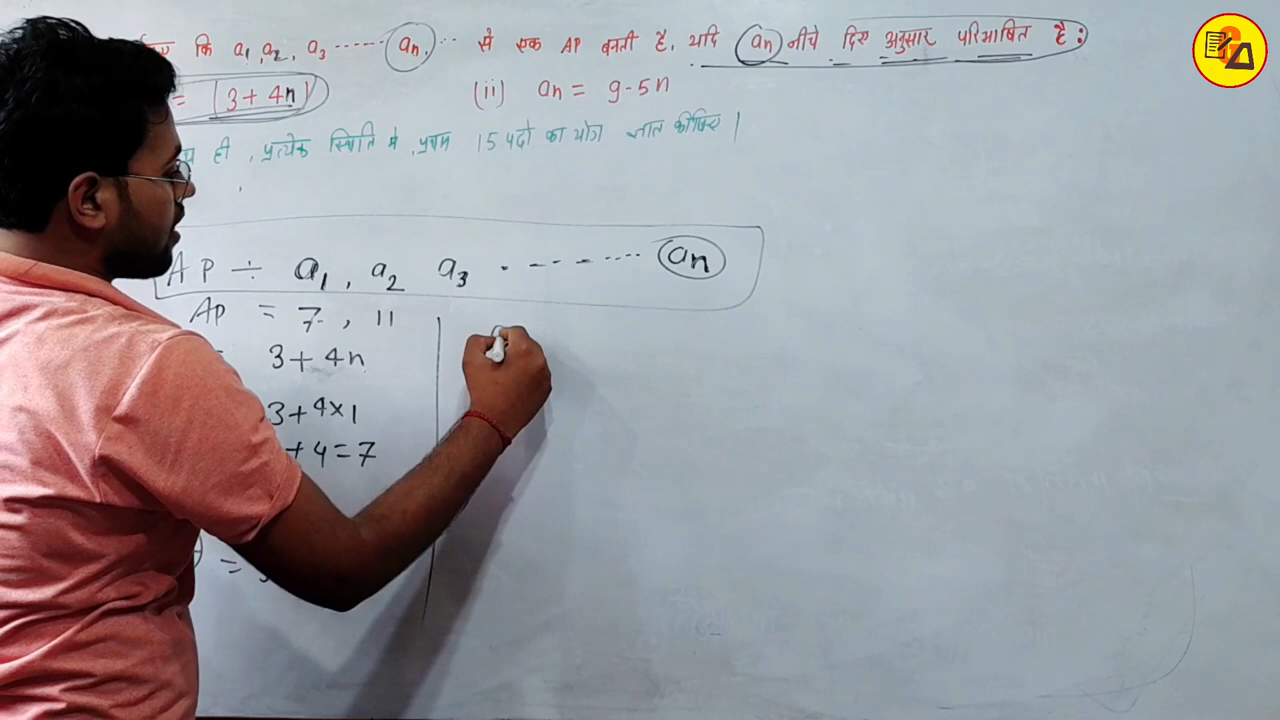 कि a₁, a₂, a₃ ------ an, -- से एक AP बनती है, यदि an नीचे दिए अनुसार परिभाषित है:
= 3 + 4n (ii) an = 9-5n
ही, प्रत्येक स्थिति में, प्रथम 15 पदों का योग ज्ञात कीजिए।
AP ÷ a₁, a₂ a₃ .-------- an
AP = 7, 11
3 + 4n
3 + 4×1
+ 4 = 7
=